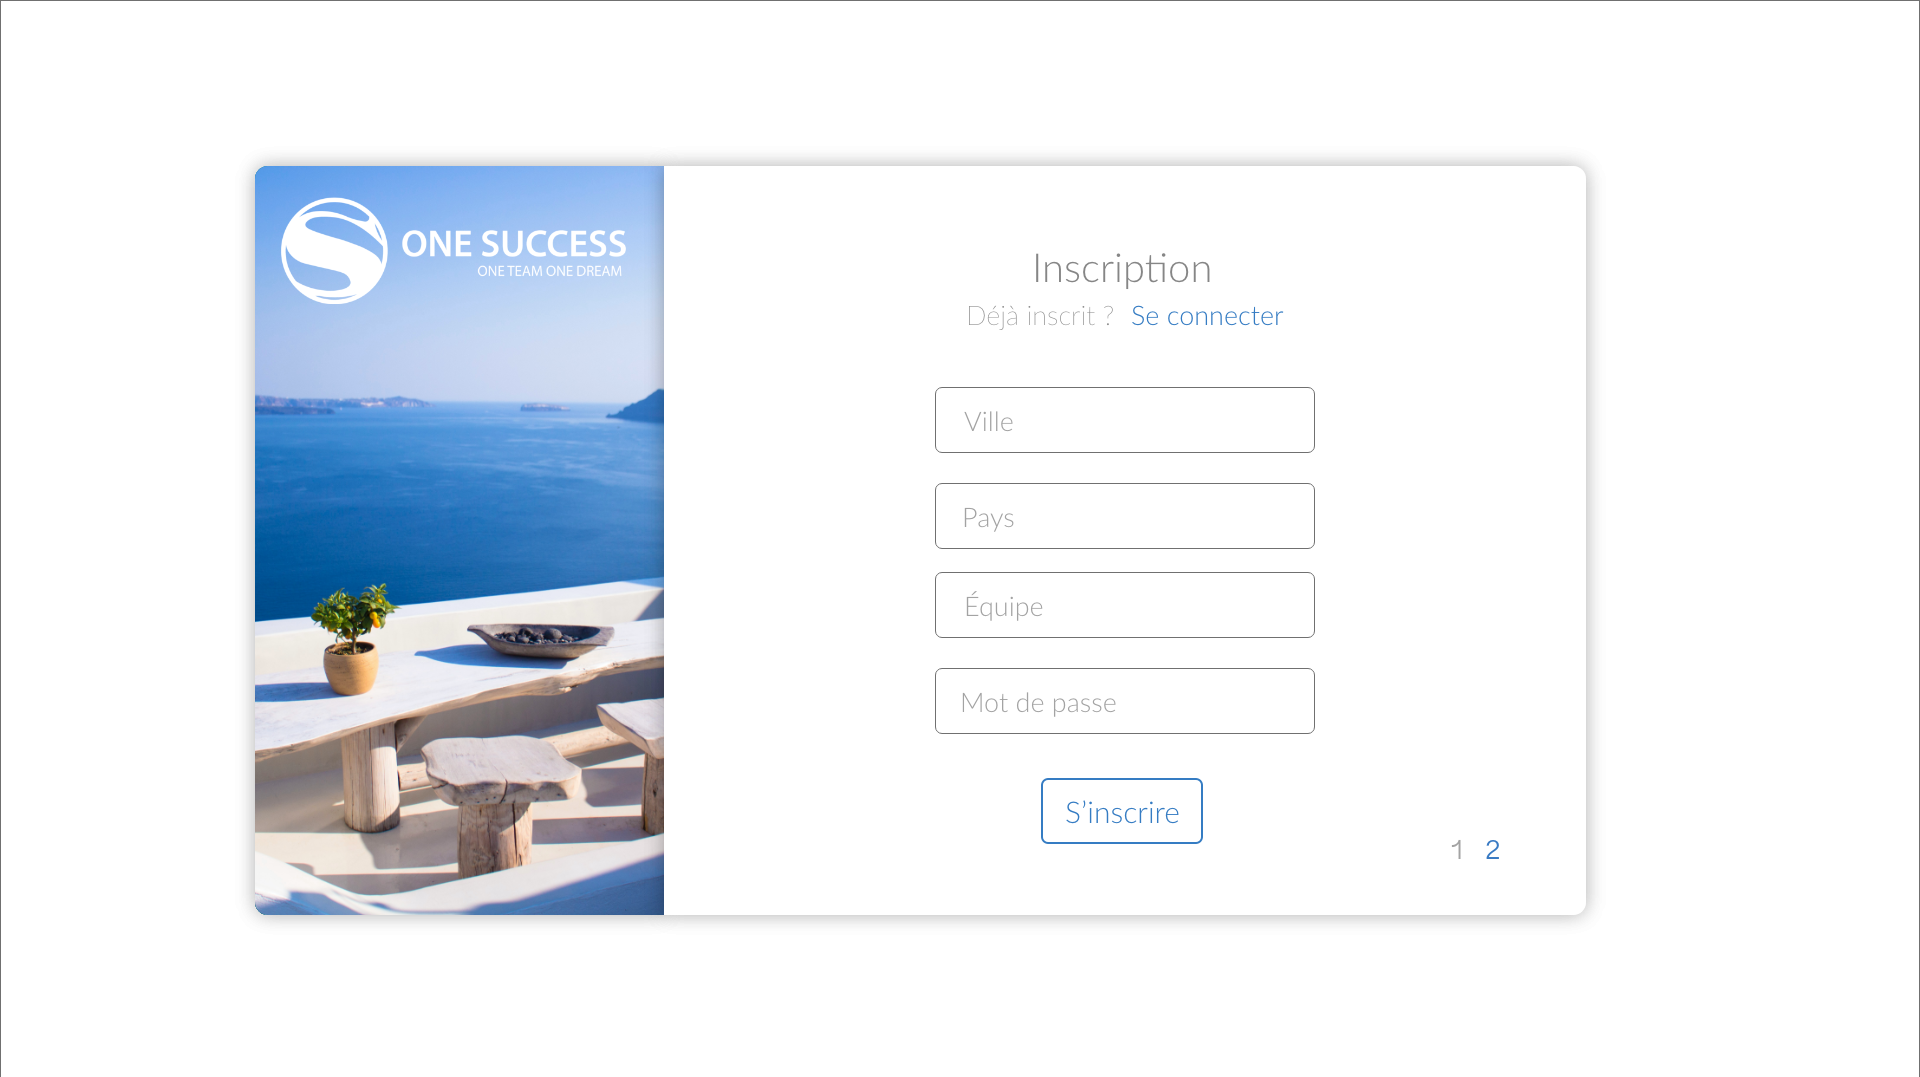 ONE SUCCESS
ONE TEAM ONE DREAM
Inscription
Déjà inscrit ? Se connecter
Ville
Pays
Équipe
Mot de passe
S’inscrire
1 2